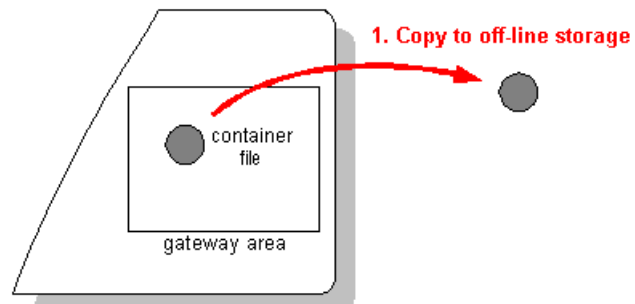 1. Copy to off-line storage
container
file
gateway area